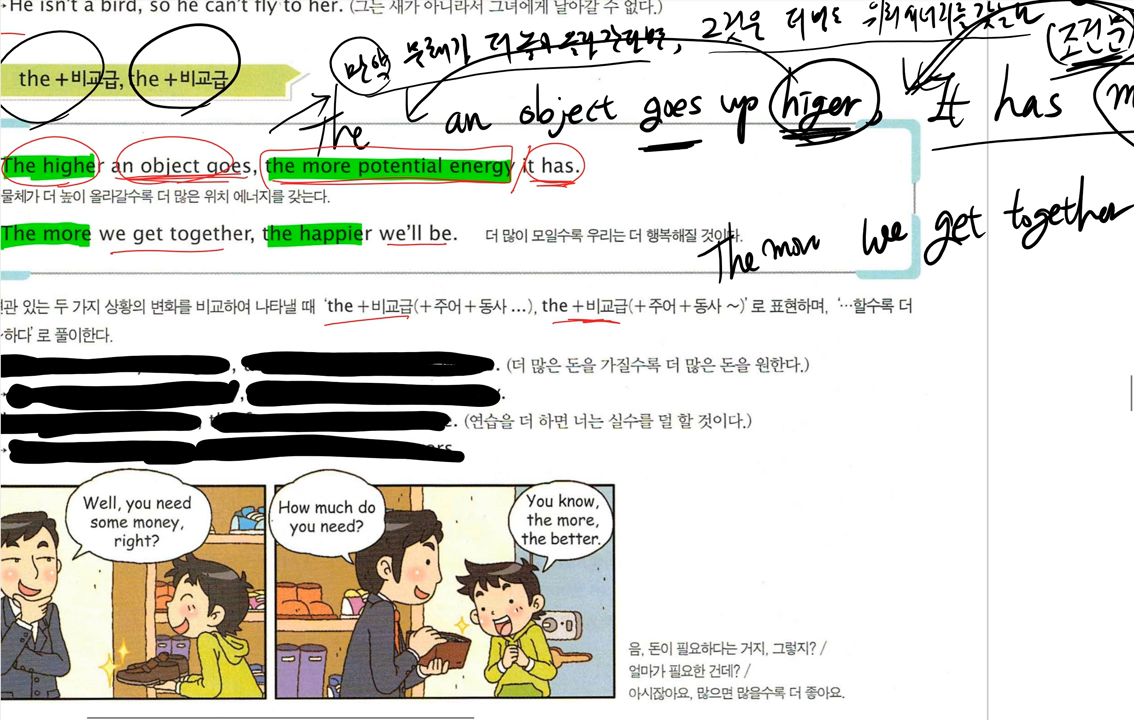 He isn't a bird, so he can't fly to her. (그는 새가 아니라서 그녀에게 날아갈 수 없다.)
만약 물체가 더 높이 올라간다면, 그것은 더 많은 위치에너지를 갖는다
(조건문)
the+비교급, the+비교급
The an object goes up higer, It has m
The higher an object goes, the more potential energy it has.
물체가 더 높이 올라갈수록 더 많은 위치 에너지를 갖는다.
The more we get together, the happier we'll be. 더 많이 모일수록 우리는 더 행복해질 것이다.
The more we get together
관 있는 두 가지 상황의 변화를 비교하여 나타낼 때 ‘the+비교급(+주어+동사 …), the+비교급(+주어+동사 ~)’로 표현하며, ‘…할수록 더
~하다’로 풀이한다.
. (더 많은 돈을 가질수록 더 많은 돈을 원한다.)
. (연습을 더 하면 너는 실수를 덜 할 것이다.)
Well, you need
some money,
right?
How much do
you need?
You know,
the more,
the better.
음, 돈이 필요하다는 거지, 그렇지? /
얼마가 필요한 건데? /
아시잖아요, 많으면 많을수록 더 좋아요.